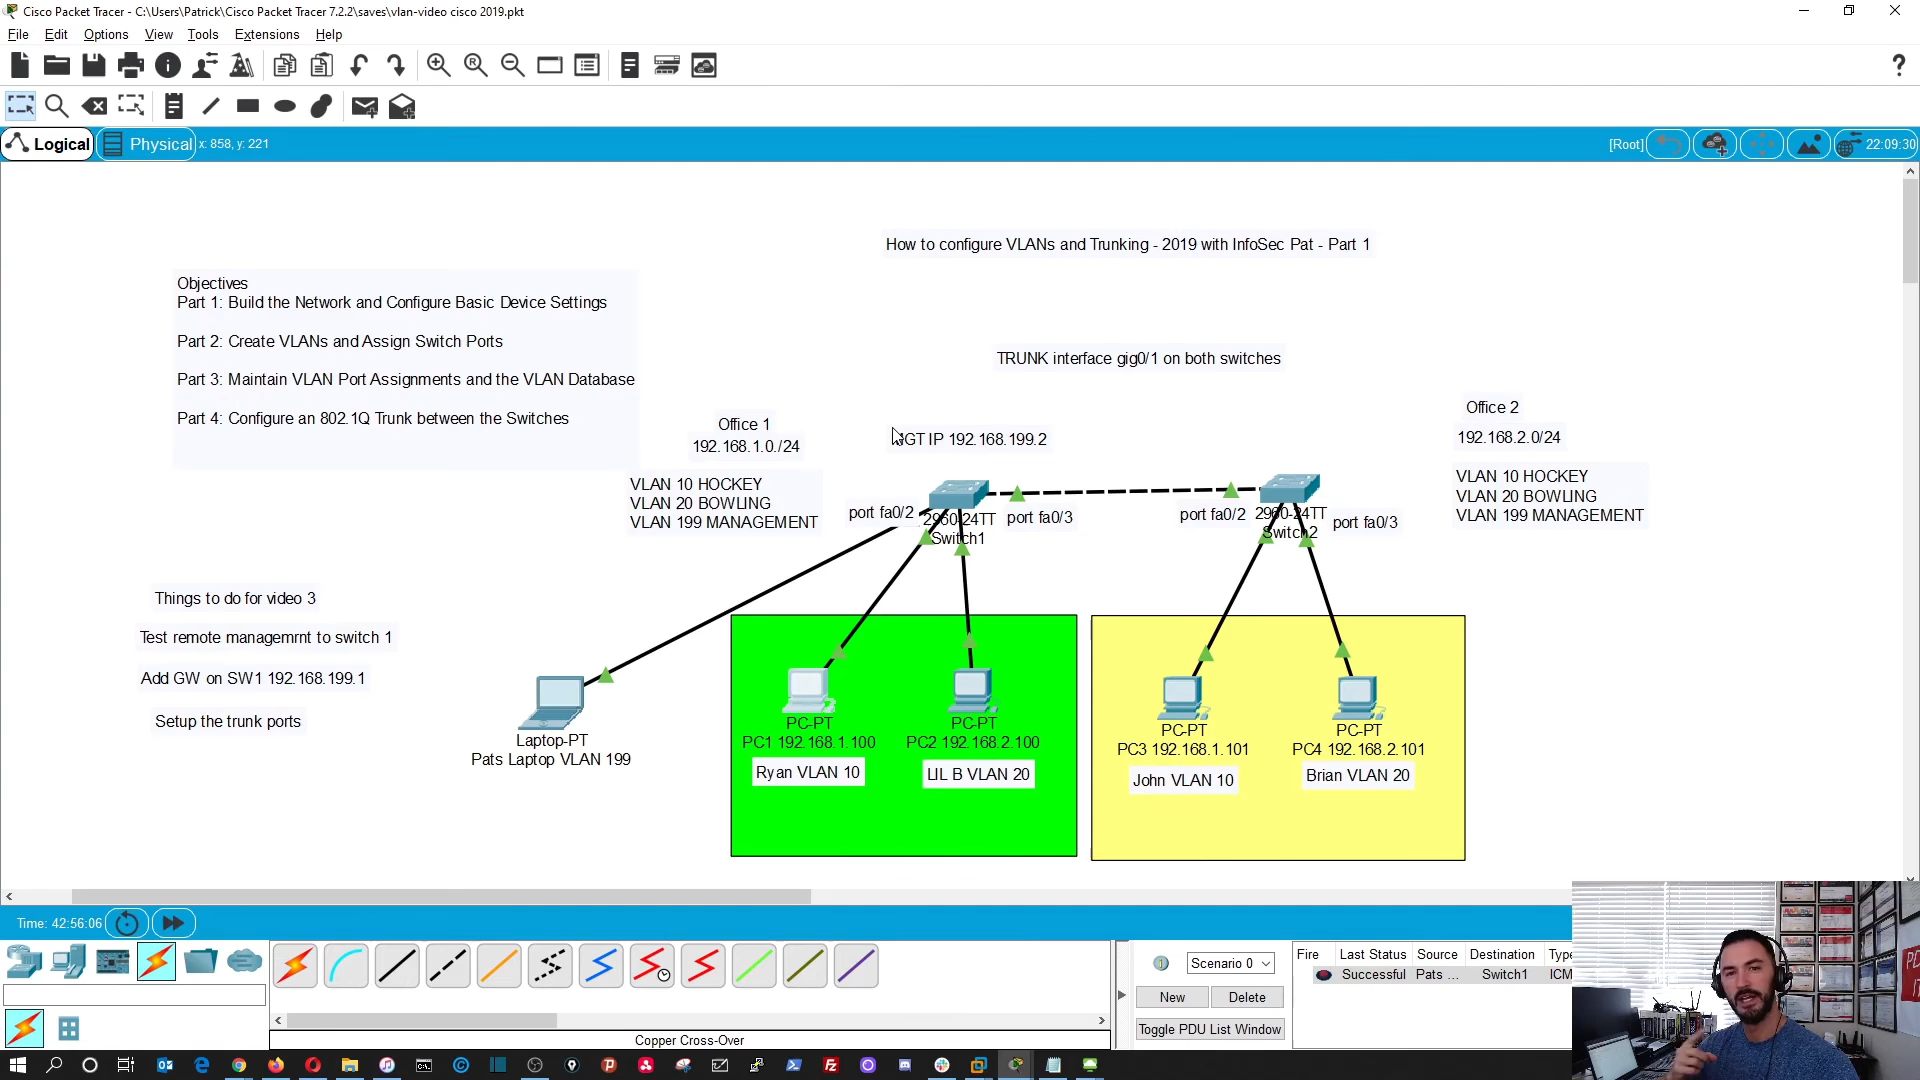 Cisco Packet Tracer - C:\Users\Patrick\Cisco Packet Tracer 7.2.2\saves\vlan-video cisco 2019.pkt
File Edit Options View Tools Extensions Help
Logical Physical x: 858, y: 221 [Root] 22:09:30
How to configure VLANs and Trunking - 2019 with InfoSec Pat - Part 1
Objectives
Part 1: Build the Network and Configure Basic Device Settings
Part 2: Create VLANs and Assign Switch Ports
Part 3: Maintain VLAN Port Assignments and the VLAN Database
Part 4: Configure an 802.1Q Trunk between the Switches
TRUNK interface gig0/1 on both switches
Office 1
192.168.1.0./24
VLAN 10 HOCKEY
VLAN 20 BOWLING
VLAN 199 MANAGEMENT
IP 192.168.199.2
Office 2
192.168.2.0/24
VLAN 10 HOCKEY
VLAN 20 BOWLING
VLAN 199 MANAGEMENT
port fa0/2
2960-24TT
Switch1
port fa0/3
port fa0/2
2960-24TT
Switch2
port fa0/3
Things to do for video 3
Test remote managemrnt to switch 1
Add GW on SW1 192.168.199.1
Setup the trunk ports
Laptop-PT
Pats Laptop VLAN 199
PC-PT
PC1 192.168.1.100
Ryan VLAN 10
PC-PT
PC2 192.168.2.100
LIL B VLAN 20
PC-PT
PC3 192.168.1.101
John VLAN 10
PC-PT
PC4 192.168.2.101
Brian VLAN 20
Time: 42:56:06
Scenario 0
New Delete
Toggle PDU List Window
Fire Last Status Source Destination Type
Successful Pats ... Switch1 ICM
Copper Cross-Over